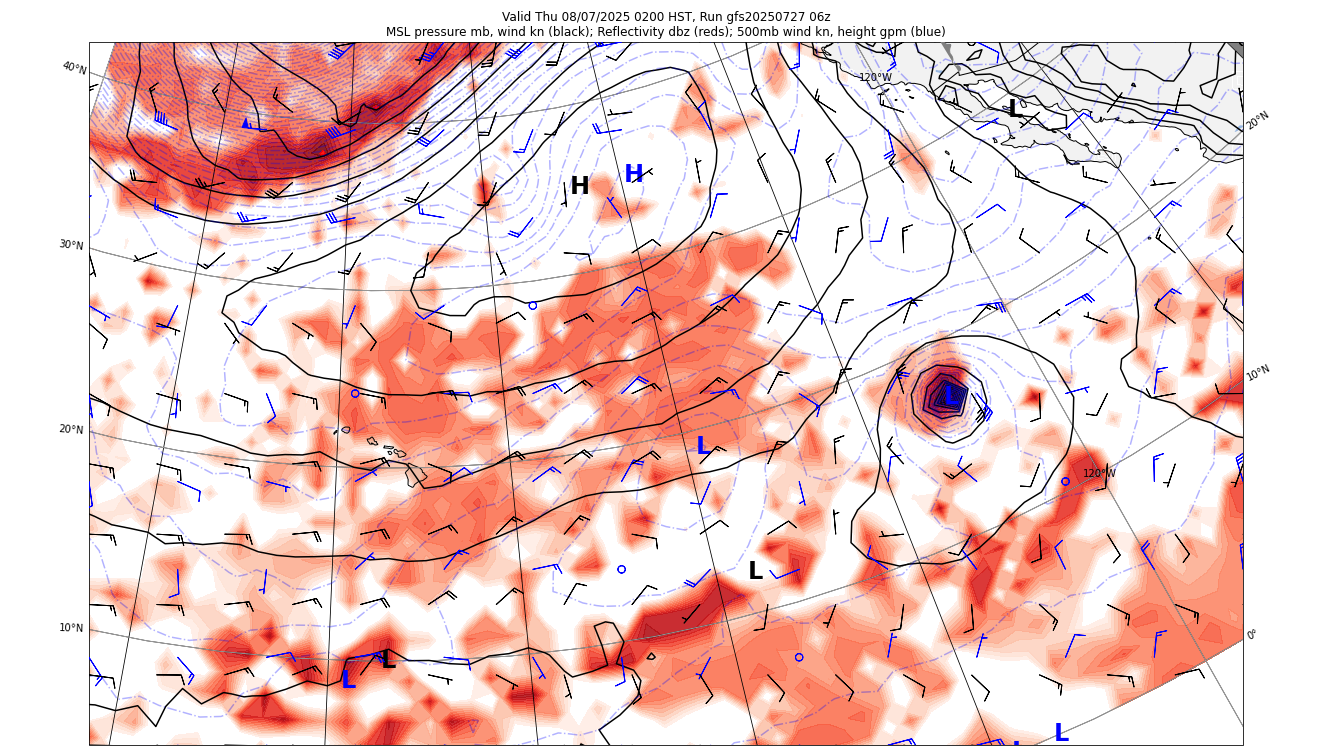 Valid Thu 08/07/2025 0200 HST, Run gfs20250727 06z
MSL pressure mb, wind kn (black); Reflectivity dbz (reds); 500mb wind kn, height gpm (blue)
40°N
120°W
L
20°N
H
H
30°N
10°N
L
20°N
L
120°W
L
10°N
0°
L
L
L
L